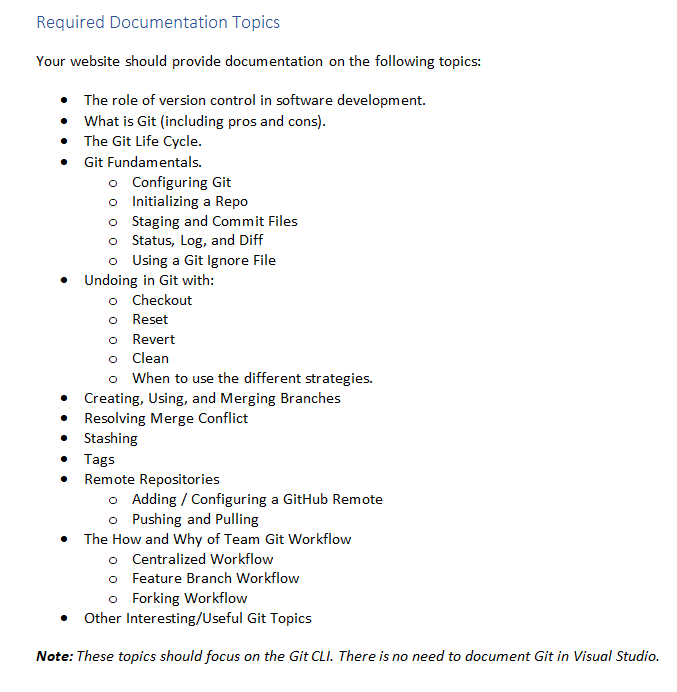 Required Documentation Topics
Your website should provide documentation on the following topics:
• The role of version control in software development.
• What is Git (including pros and cons).
• The Git Life Cycle.
• Git Fundamentals.
o Configuring Git
o Initializing a Repo
o Staging and Commit Files
o Status, Log, and Diff
o Using a Git Ignore File
• Undoing in Git with:
o Checkout
o Reset
o Revert
o Clean
o When to use the different strategies.
• Creating, Using, and Merging Branches
• Resolving Merge Conflict
• Stashing
• Tags
• Remote Repositories
o Adding / Configuring a GitHub Remote
o Pushing and Pulling
• The How and Why of Team Git Workflow
o Centralized Workflow
o Feature Branch Workflow
o Forking Workflow
• Other Interesting/Useful Git Topics
Note: These topics should focus on the Git CLI. There is no need to document Git in Visual Studio.